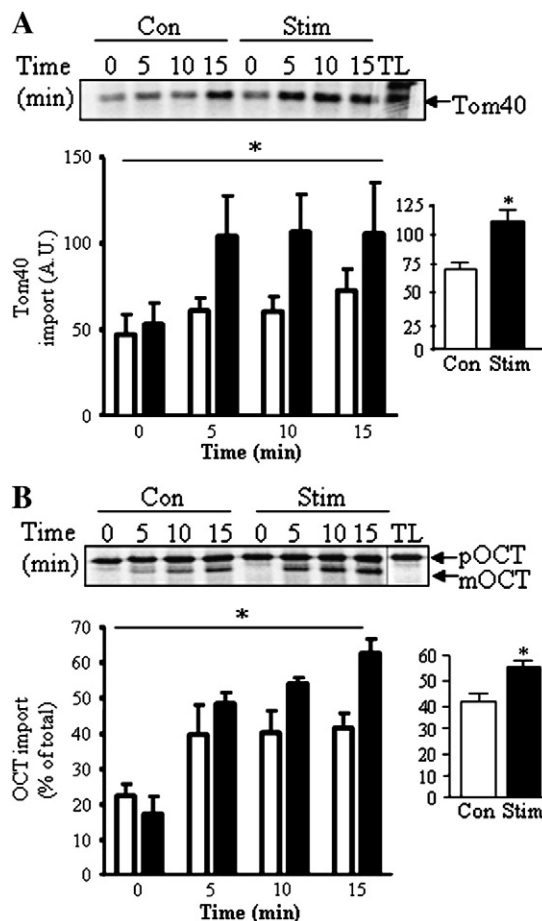 A
Con Stim
Time 0 5 10 15 0 5 10 15 TL
(min)
Tom40
*
150
100
50
0
Tom40
import (A.U.)
0 5 10 15
Time (min)
*
125
100
75
50
25
0
Con Stim
B
Con Stim
Time 0 5 10 15 0 5 10 15 TL
(min)
pOCT
mOCT
*
70
60
50
40
30
20
10
0
OCT import
(% of total)
0 5 10 15
Time (min)
*
60
50
40
30
20
10
0
Con Stim